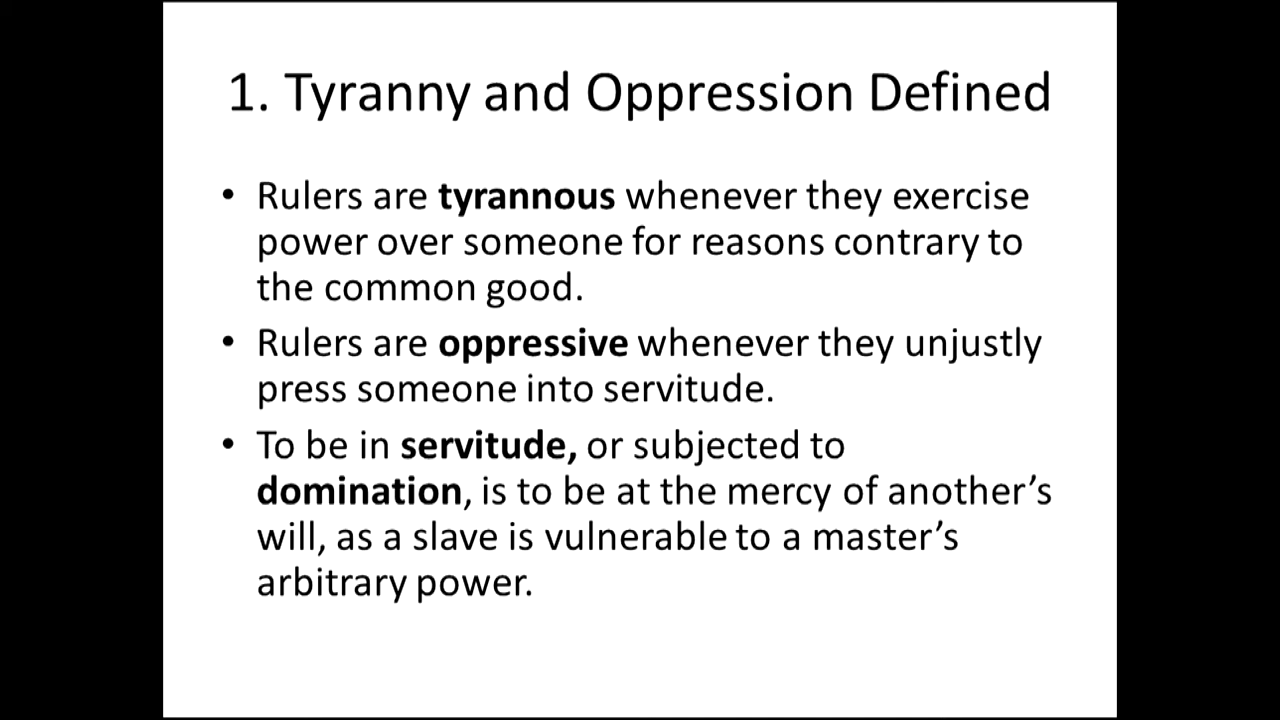 1. Tyranny and Oppression Defined
• Rulers are tyrannous whenever they exercise
power over someone for reasons contrary to
the common good.
• Rulers are oppressive whenever they unjustly
press someone into servitude.
• To be in servitude, or subjected to
domination, is to be at the mercy of another’s
will, as a slave is vulnerable to a master’s
arbitrary power.